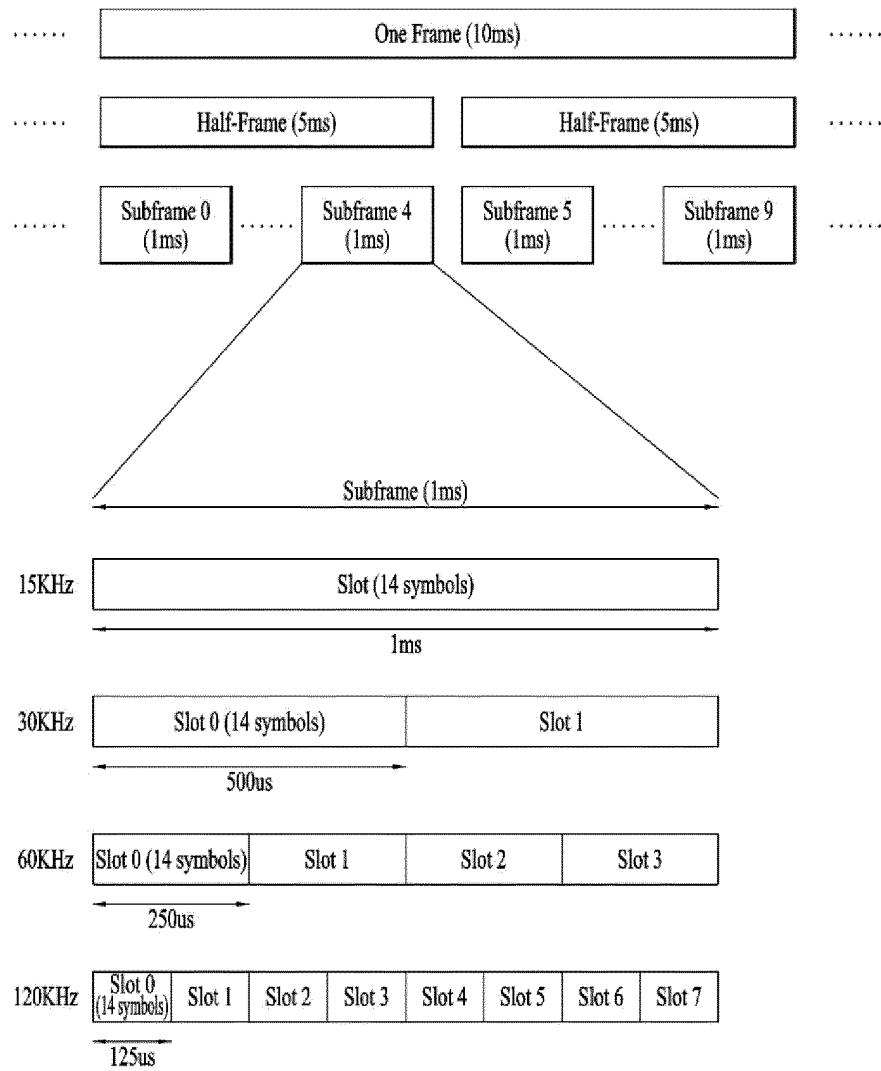 ...... One Frame (10ms) ......
...... Half-Frame (5ms) Half-Frame (5ms) ......
Subframe 0 Subframe 4 Subframe 5 Subframe 9
...... (1ms) ...... (1ms) (1ms) ...... (1ms) ......
Subframe (1ms)
15KHz Slot (14 symbols)
1ms
30KHz Slot 0 (14 symbols) Slot 1
500us
60KHz Slot 0 (14 symbols) Slot 1 Slot 2 Slot 3
250us
120KHz Slot 0 (14 symbols) Slot 1 Slot 2 Slot 3 Slot 4 Slot 5 Slot 6 Slot 7
125us